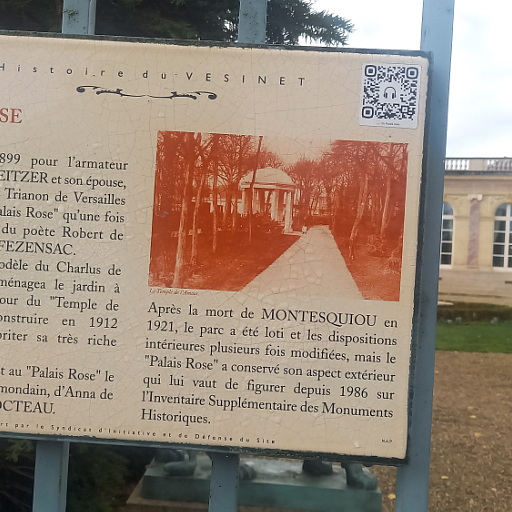 Histoire du VESINET
SE
899 pour l'armateur
EITZER et son épouse,
Trianon de Versailles
alais Rose" qu'une fois
du poète Robert de
FEZENSAC.
odèle du Charlus de
ménagea le jardin à
our du "Temple de
onstruire en 1912
briter sa très riche
t au "Palais Rose" le
mondain, d'Anna de
OCTEAU.
Le Temple de l'Amour
Après la mort de MONTESQUIOU en
1921, le parc a été loti et les dispositions
intérieures plusieurs fois modifiées, mais le
"Palais Rose" a conservé son aspect extérieur
qui lui vaut de figurer depuis 1986 sur
l'Inventaire Supplémentaire des Monuments
Historiques.
ert par le Syndicat d'Initiative et de Défense du Site